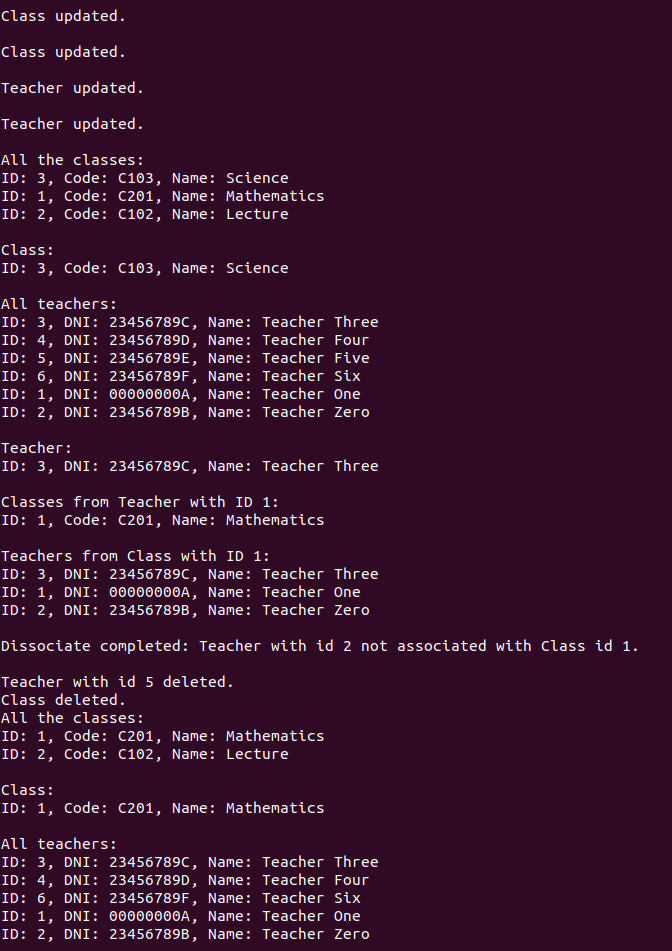 Class updated.
Class updated.
Teacher updated.
Teacher updated.
All the classes:
ID: 3, Code: C103, Name: Science
ID: 1, Code: C201, Name: Mathematics
ID: 2, Code: C102, Name: Lecture
Class:
ID: 3, Code: C103, Name: Science
All teachers:
ID: 3, DNI: 23456789C, Name: Teacher Three
ID: 4, DNI: 23456789D, Name: Teacher Four
ID: 5, DNI: 23456789E, Name: Teacher Five
ID: 6, DNI: 23456789F, Name: Teacher Six
ID: 1, DNI: 00000000A, Name: Teacher One
ID: 2, DNI: 23456789B, Name: Teacher Zero
Teacher:
ID: 3, DNI: 23456789C, Name: Teacher Three
Classes from Teacher with ID 1:
ID: 1, Code: C201, Name: Mathematics
Teachers from Class with ID 1:
ID: 3, DNI: 23456789C, Name: Teacher Three
ID: 1, DNI: 00000000A, Name: Teacher One
ID: 2, DNI: 23456789B, Name: Teacher Zero
Dissociate completed: Teacher with id 2 not associated with Class id 1.
Teacher with id 5 deleted.
Class deleted.
All the classes:
ID: 1, Code: C201, Name: Mathematics
ID: 2, Code: C102, Name: Lecture
Class:
ID: 1, Code: C201, Name: Mathematics
All teachers:
ID: 3, DNI: 23456789C, Name: Teacher Three
ID: 4, DNI: 23456789D, Name: Teacher Four
ID: 6, DNI: 23456789F, Name: Teacher Six
ID: 1, DNI: 00000000A, Name: Teacher One
ID: 2, DNI: 23456789B, Name: Teacher Zero